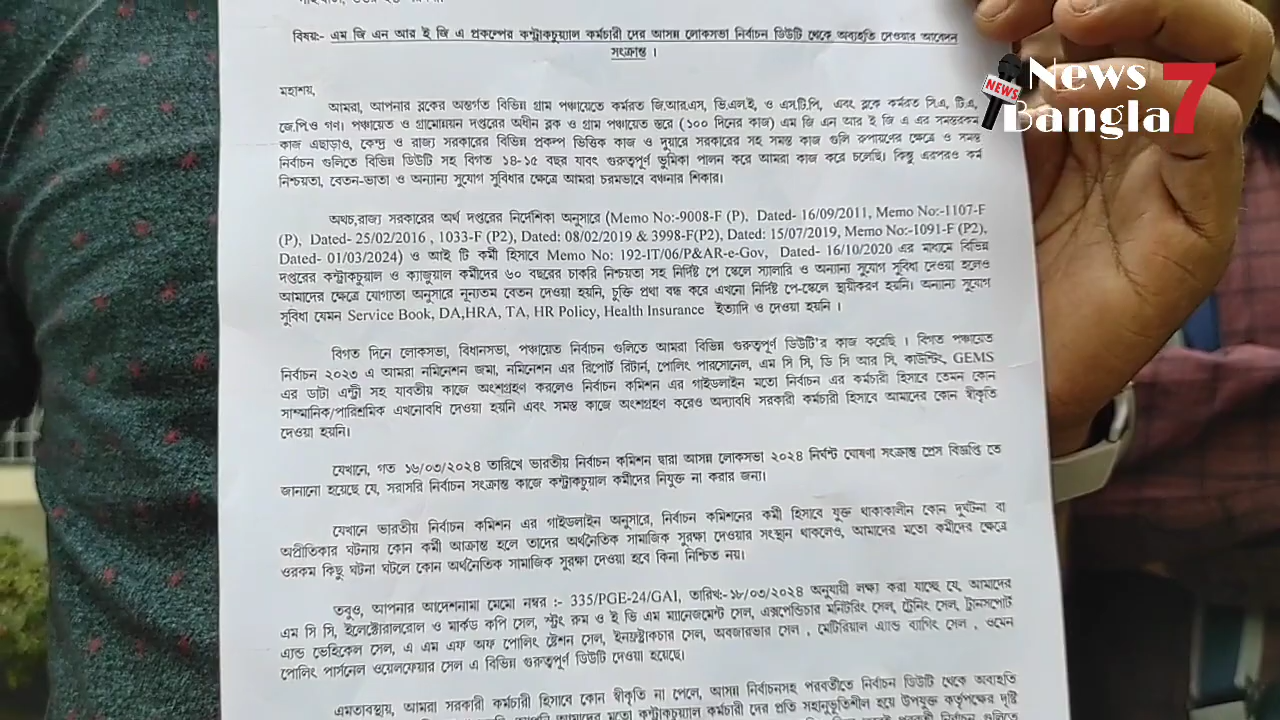 বিষয়:- এম জি এন আর ই জি এ প্রকল্পের কন্ট্রাকচুয়্যাল কর্মচারী দের আসন্ন লোকসভা নির্বাচন ডিউটি থেকে অব্যহতি দেওয়ার আবেদন
সংক্রান্ত ।
News
Bangla 7
NEWS
মহাশয়,
আমরা, আপনার ব্লকের অন্তর্গত বিভিন্ন গ্রাম পঞ্চায়েতে কর্মরত জি.আর.এস, ভি.এল.ই, ও এস.টি.পি, এবং ব্লকে কর্মরত সি.এ, টি.এ,
জে.পি.ও গণ। পঞ্চায়েত ও গ্রামোন্নয়ন দপ্তরের অধীন ব্লক ও গ্রাম পঞ্চায়েত স্তরে (১০০ দিনের কাজ) এম জি এন আর ই জি এ এর সমস্তরকম
কাজ এছাড়াও, কেন্দ্র ও রাজ্য সরকারের বিভিন্ন প্রকল্প ভিত্তিক কাজ ও দুয়ারে সরকারের সহ সমস্ত কাজ গুলি রুপায়ণের ক্ষেত্রে ও সমস্ত
নির্বাচন গুলিতে বিভিন্ন ডিউটি সহ বিগত ১৪-১৫ বছর যাবৎ গুরুত্বপূর্ণ ভুমিকা পালন করে আমরা কাজ করে চলেছি। কিন্তু এরপরও কর্ম
নিশ্চয়তা, বেতন-ভাতা ও অন্যান্য সুযোগ সুবিধার ক্ষেত্রে আমরা চরমভাবে বঞ্চনার শিকার।
অথচ,রাজ্য সরকারের অর্থ দপ্তরের নির্দেশিকা অনুসারে (Memo No:-9008-F (P), Dated- 16/09/2011, Memo No:-1107-F
(P), Dated- 25/02/2016 , 1033-F (P2), Dated: 08/02/2019 & 3998-F(P2), Dated: 15/07/2019, Memo No:-1091-F (P2),
Dated- 01/03/2024) ও আই টি কর্মী হিসাবে Memo No: 192-IT/06/P&AR-e-Gov, Dated- 16/10/2020 এর মাধ্যমে বিভিন্ন
দপ্তরের কন্ট্রাকচুয়াল ও ক্যাজুয়াল কর্মীদের ৬০ বছরের চাকরি নিশ্চয়তা সহ নির্দিষ্ট পে স্কেলে স্যালারি ও অন্যান্য সুযোগ সুবিধা দেওয়া হলেও
আমাদের ক্ষেত্রে যোগ্যতা অনুসারে নূন্যতম বেতন দেওয়া হয়নি, চুক্তি প্রথা বন্ধ করে এখনো নির্দিষ্ট পে-স্কেলে স্থায়ীকরণ হয়নি। অন্যান্য সুযোগ
সুবিধা যেমন Service Book, DA,HRA, TA, HR Policy, Health Insurance ইত্যাদি ও দেওয়া হয়নি ।
বিগত দিনে লোকসভা, বিধানসভা, পঞ্চায়েত নির্বাচন গুলিতে আমরা বিভিন্ন গুরুত্বপূর্ণ ডিউটি'র কাজ করেছি । বিগত পঞ্চায়েত
নির্বাচন ২০২৩ এ আমরা নমিনেশন জমা, নমিনেশন এর রিপোর্ট রিটার্ন, পোলিং পারসোনেল, এম সি সি, ডি সি আর সি, কাউন্টিং, GEMS
এর ডাটা এন্ট্রী সহ যাবতীয় কাজে অংশগ্রহণ করলেও নির্বাচন কমিশন এর গাইডলাইন মতো নির্বাচন এর কর্মচারী হিসাবে তেমন কোন
সাম্মানিক/পারিশ্রমিক এখনোবধি দেওয়া হয়নি এবং সমস্ত কাজে অংশগ্রহণ করেও অদ্যাবধি সরকারী কর্মচারী হিসাবে আমাদের কোন স্বীকৃতি
দেওয়া হয়নি।
যেখানে, গত ১৬/০৩/২০২৪ তারিখে ভারতীয় নির্বাচন কমিশন দ্বারা আসন্ন লোকসভা ২০২৪ নির্ঘন্ট ঘোষণা সংক্রান্ত প্রেস বিজ্ঞপ্তি তে
জানানো হয়েছে যে, সরাসরি নির্বাচন সংক্রান্ত কাজে কন্ট্রাকচুয়াল কর্মীদের নিযুক্ত না করার জন্য।
যেখানে ভারতীয় নির্বাচন কমিশন এর গাইডলাইন অনুসারে, নির্বাচন কমিশনের কর্মী হিসাবে যুক্ত থাকাকালীন কোন দুর্ঘটনা বা
অপ্রীতিকার ঘটনায় কোন কর্মী আক্রান্ত হলে তাদের অর্থনৈতিক সামাজিক সুরক্ষা দেওয়ার সংস্থান থাকলেও, আমাদের মতো কর্মীদের ক্ষেত্রে
ওরকম কিছু ঘটনা ঘটলে কোন অর্থনৈতিক সামাজিক সুরক্ষা দেওয়া হবে কিনা নিশ্চিত নয়।
তবুও, আপনার আদেশনামা মেমো নম্বর :- 335/PGE-24/GAI, তারিখ:-১৮/০৩/২০২৪ অনুযায়ী লক্ষ্য করা যাচ্ছে যে, আমাদের
এম সি সি, ইলেক্টোরালরোল ও মার্কড কপি সেল, স্ট্রং রুম ও ই ভি এম ম্যানেজমেন্ট সেল, এক্সপেন্ডিচার মনিটরিং সেল, ট্রেনিং সেল, ট্রানসপোর্ট
এ্যান্ড ভেহিকেল সেল, এ এম এফ অফ পোলিং ষ্টেশন সেল, ইনফ্রাষ্ট্রাকচার সেল, অবজারভার সেল , মেটিরিয়াল এ্যান্ড ব্যাগিং সেল , ওমেন
পোলিং পার্সনেল ওয়েলফেয়ার সেল এ বিভিন্ন গুরুত্বপূর্ণ ডিউটি দেওয়া হয়েছে।
এমতাবস্থায়, আমরা সরকারী কর্মচারী হিসাবে কোন স্বীকৃতি না পেলে, আসন্ন নির্বাচনসহ পরবর্তীতে নির্বাচন ডিউটি থেকে অব্যহতি
আমাদের মতো কন্ট্রাকচুয়্যাল কর্মচারী দের প্রতি সহানুভূতিশীল হয়ে উপযুক্ত কর্তৃপক্ষের দৃষ্টি